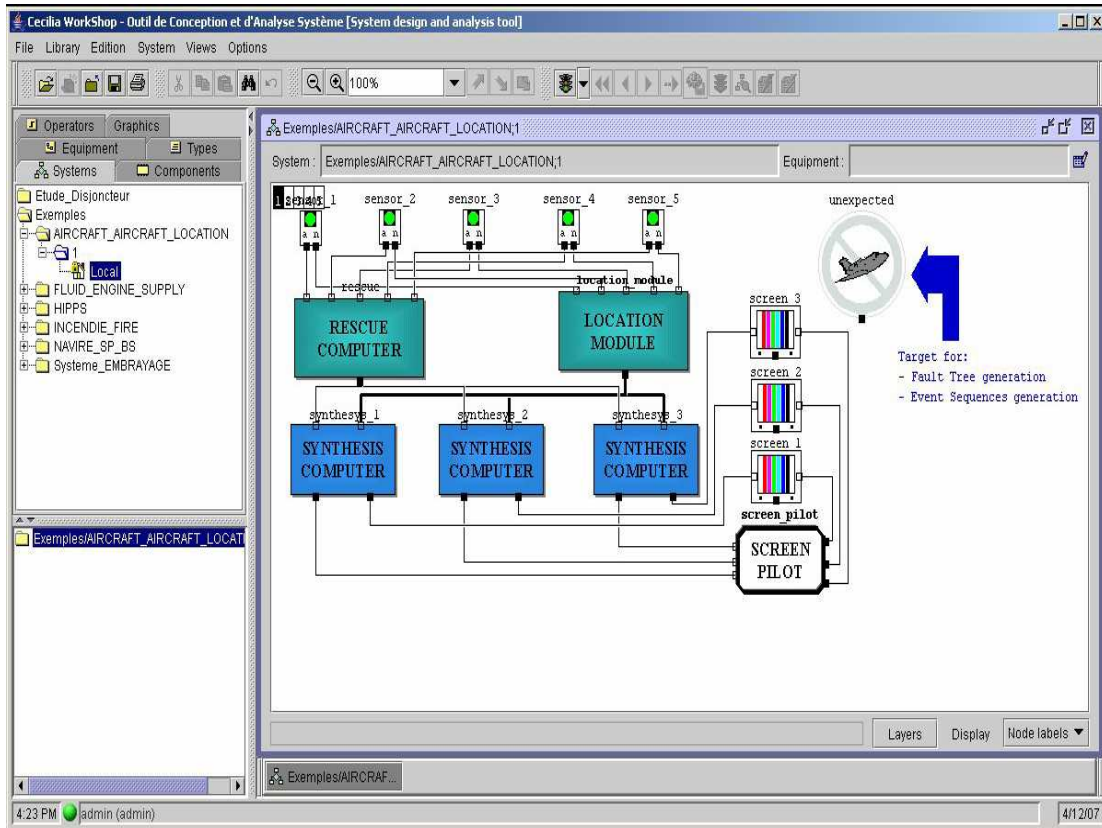 Cecilia WorkShop - Outil de Conception et d'Analyse Système [System design and analysis tool]
File Library Edition System Views Options
100%
Operators Graphics
Equipment Types
Systems Components
Etude_Disjoncteur
Exemples
AIRCRAFT_AIRCRAFT_LOCATION
1
Local
FLUID_ENGINE_SUPPLY
HIPPS
INCENDIE_FIRE
NAVIRE_SP_BS
Systeme_EMBRAYAGE
Exemples/AIRCRAFT_AIRCRAFT_LOCATI
Exemples/AIRCRAFT_AIRCRAFT_LOCATION;1
System : Exemples/AIRCRAFT_AIRCRAFT_LOCATION;1 Equipment :
sensor_2 sensor_3 sensor_4 sensor_5 unexpected
a n a n a n a n a n
rescue location_module
RESCUE
COMPUTER
LOCATION
MODULE
screen 3
Target for:
- Fault Tree generation
- Event Sequences generation
screen 2
synthesys_1 synthesys_2 synthesys_3
SYNTHESIS
COMPUTER
SYNTHESIS
COMPUTER
SYNTHESIS
COMPUTER
screen 1
screen_pilot
SCREEN
PILOT
Layers Display Node labels
Exemples/AIRCRAF...
4:23 PM admin (admin) 4/12/07